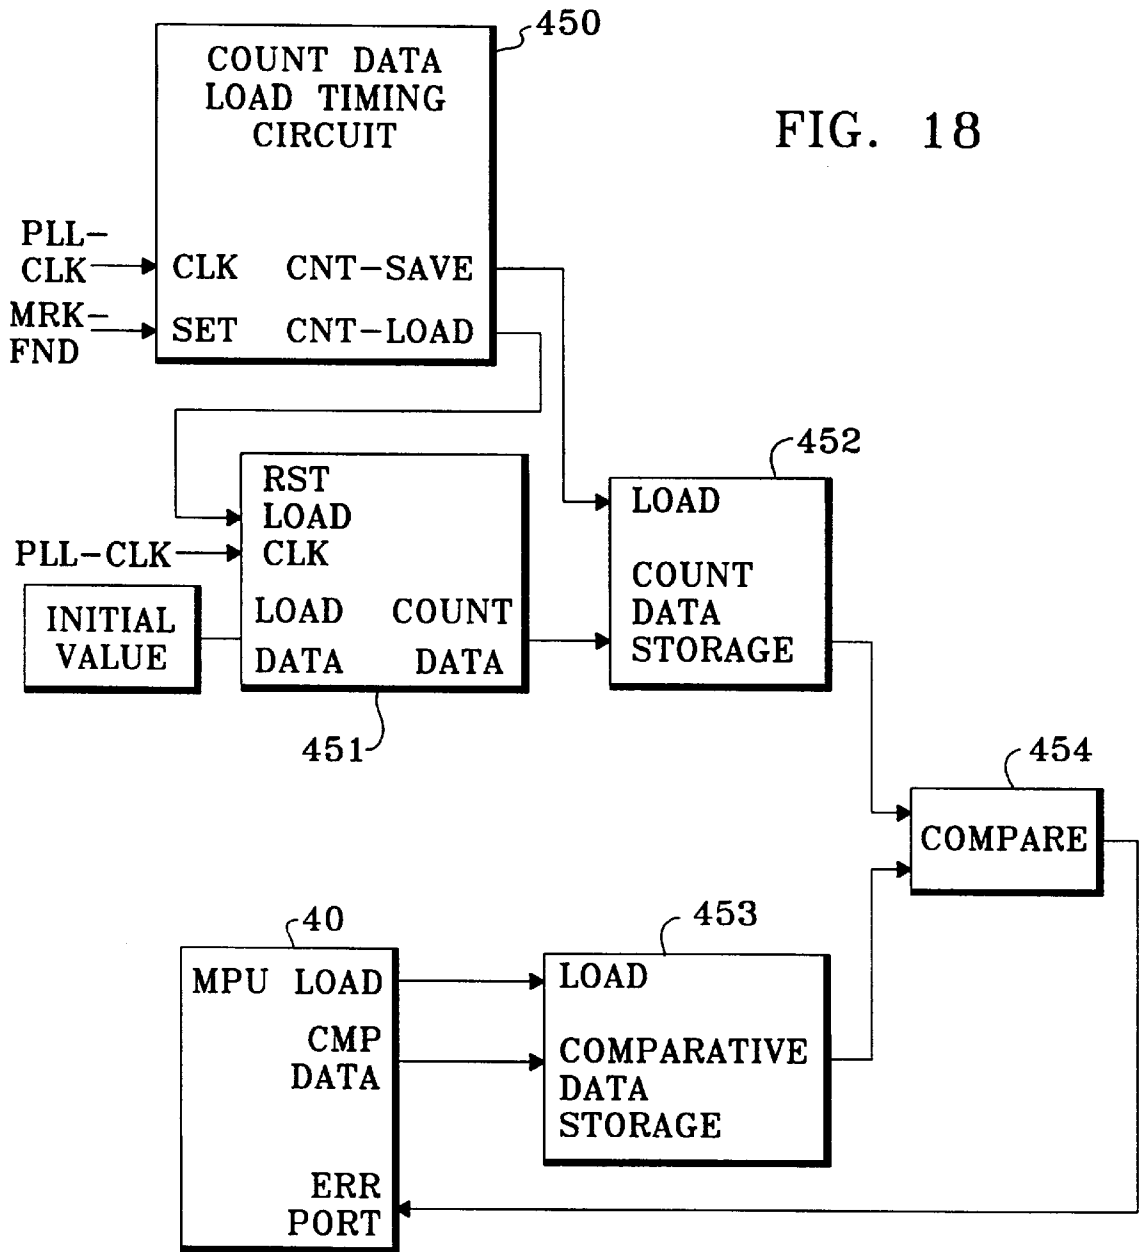 450
COUNT DATA
LOAD TIMING
CIRCUIT
FIG. 18
PLL-
CLK
CLK
CNT-SAVE
MRK-
FND
SET
CNT-LOAD
452
RST
LOAD
CLK
PLL-CLK
LOAD
DATA
COUNT
DATA
INITIAL
VALUE
451
LOAD
COUNT
DATA
STORAGE
454
COMPARE
40
453
MPU LOAD
CMP
DATA
ERR
PORT
LOAD
COMPARATIVE
DATA
STORAGE